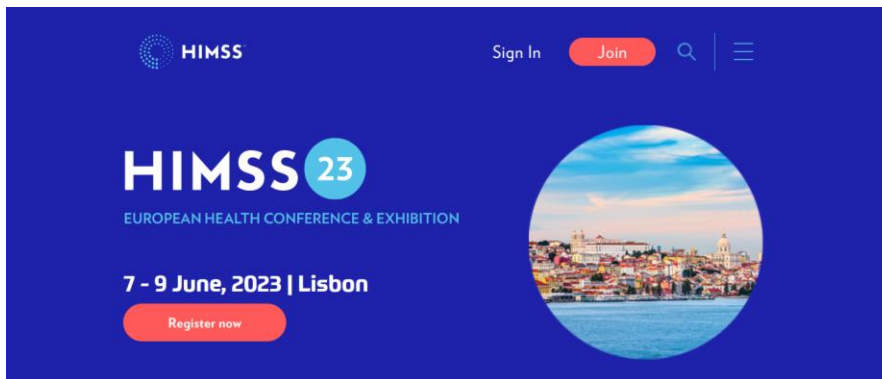 HIMSS
Sign In
Join
HIMSS 23
EUROPEAN HEALTH CONFERENCE & EXHIBITION
7 - 9 June, 2023 | Lisbon
Register now